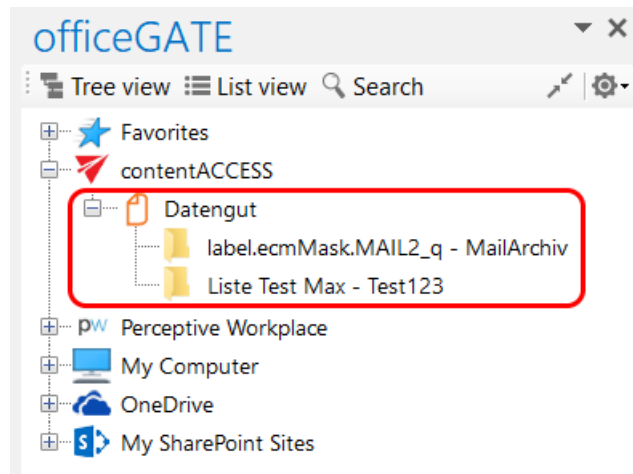 officeGATE
Tree view List view Search
Favorites
contentACCESS
Datengut
label.ecmMask.MAIL2_q - MailArchiv
Liste Test Max - Test123
pw Perceptive Workplace
My Computer
OneDrive
S My SharePoint Sites